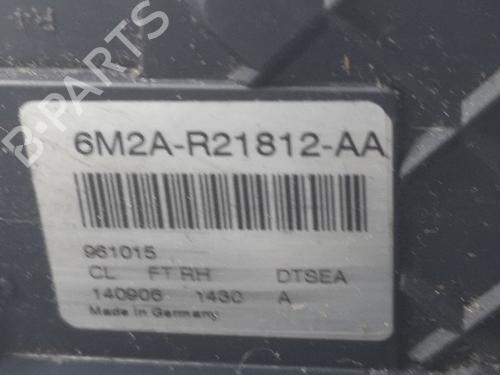 6M2A-R21812-AA
961015
CL FT RH DTSEA
140906 1430 A
Made in Germany
B-Parts